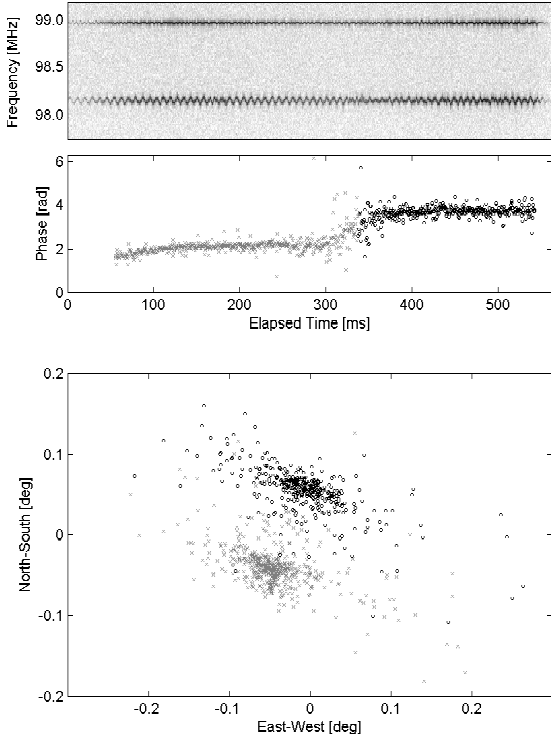 99.0
98.5
98.0
Frequency [MHz]
6
4
2
0
Phase [rad]
0 100 200 300 400 500
Elapsed Time [ms]
0.2
0.1
0
-0.1
-0.2
North-South [deg]
-0.2 -0.1 0 0.1 0.2
East-West [deg]